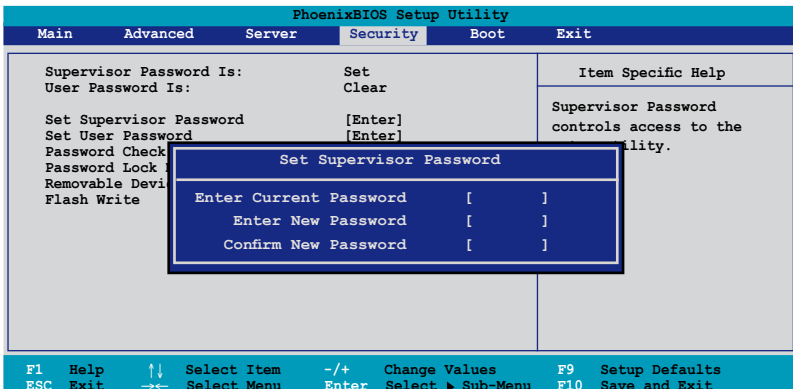 PhoenixBIOS Setup Utility
Main Advanced Server Security Boot Exit
Supervisor Password Is: Set
User Password Is: Clear
Set Supervisor Password [Enter]
Set User Password [Enter]
Password Check
Password Lock
Removable Devi
Flash Write
Item Specific Help
Supervisor Password
controls access to the
ility.
Set Supervisor Password
Enter Current Password [ ]
Enter New Password [ ]
Confirm New Password [ ]
F1 Help ↑↓ Select Item -/+ Change Values F9 Setup Defaults
ESC Exit →← Select Menu Enter Select ▶ Sub-Menu F10 Save and Exit